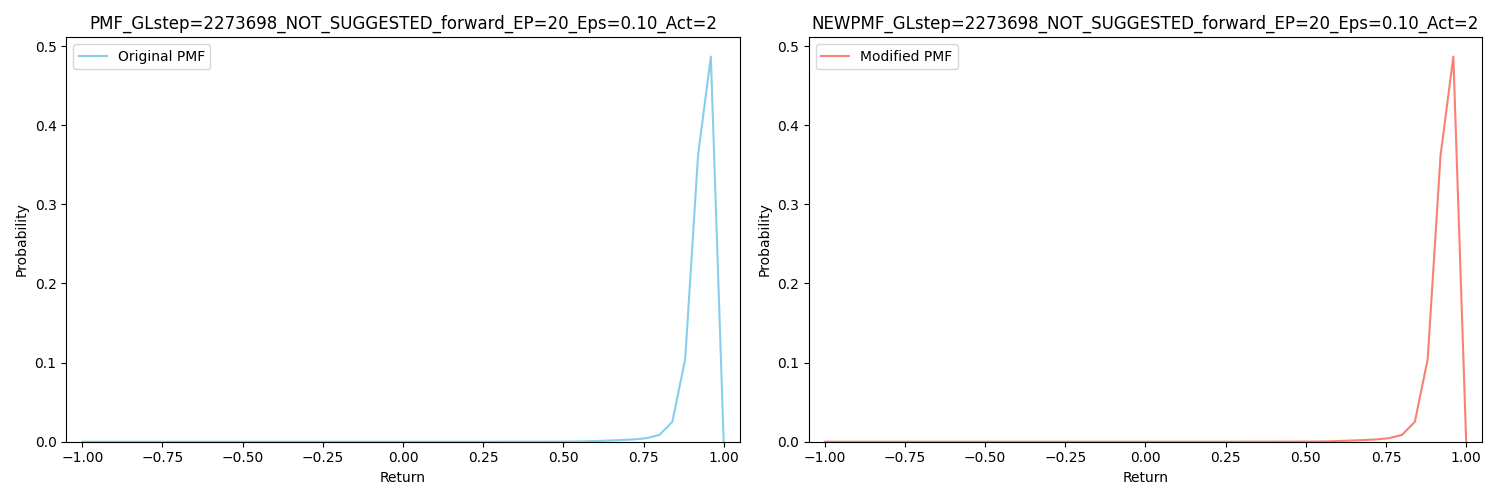 PMF_GLstep=2273698_NOT_SUGGESTED_forward_EP=20_Eps=0.10_Act=2
Original PMF
Probability
0.5
0.4
0.3
0.2
0.1
0.0
−1.00 −0.75 −0.50 −0.25 0.00 0.25 0.50 0.75 1.00
Return
NEWPMF_GLstep=2273698_NOT_SUGGESTED_forward_EP=20_Eps=0.10_Act=2
Modified PMF
Probability
0.5
0.4
0.3
0.2
0.1
0.0
−1.00 −0.75 −0.50 −0.25 0.00 0.25 0.50 0.75 1.00
Return